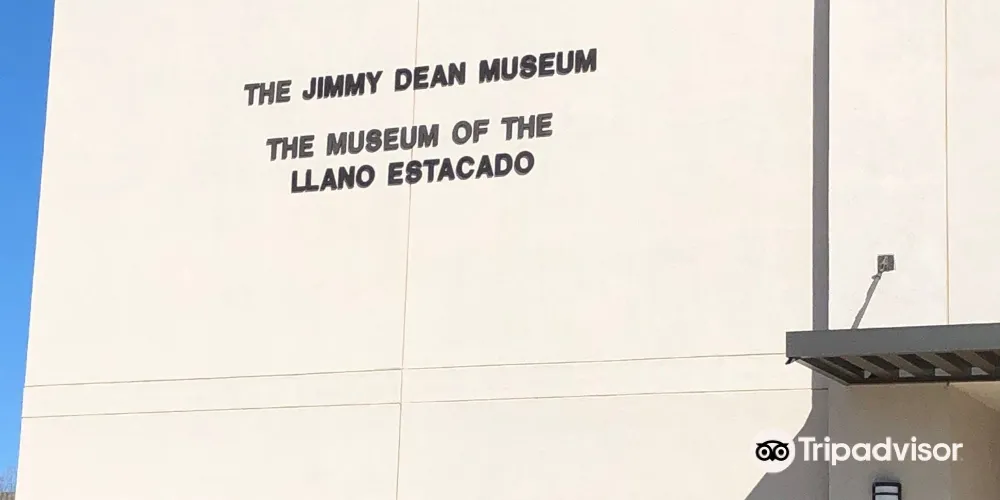 THE JIMMY DEAN MUSEUM
THE MUSEUM OF THE
LLANO ESTACADO
Tripadvisor